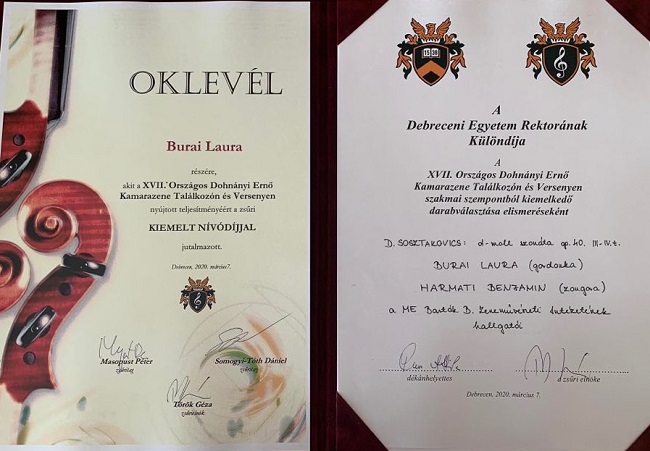 OKLEVÉL
Burai Laura
részére,
akit a XVII. Országos Dohnányi Ernő
Kamarazene Találkozón és Versenyen
nyújtott teljesítményéért a zsűri
KIEMELT NÍVÓDÍJJAL
jutalmazott.
Debrecen, 2020. március7.
Masopust Péter
zsűritag
Somogyi-Tóth Dániel
zsűritag
Török Géza
zsűrielnök
A
Debreceni Egyetem Rektorának
Különdíja
A
XVII. Országos Dohnányi Ernő
Kamarazene Találkozón és Versenyen
szakmai szempontból kiemelkedő
darabválasztása elismeréseként
D. SOSZTAKOVICS: d-moll szonáta op. 40. III-IV. t.
BURAI LAURA (gordonka)
HARMATI BENJAMIN (zongora)
a ME Bartók B. Zeneművészeti Intézetének
hallgatói
dékánhelyettes
a zsűri elnöke
Debrecen, 2020. március 7.